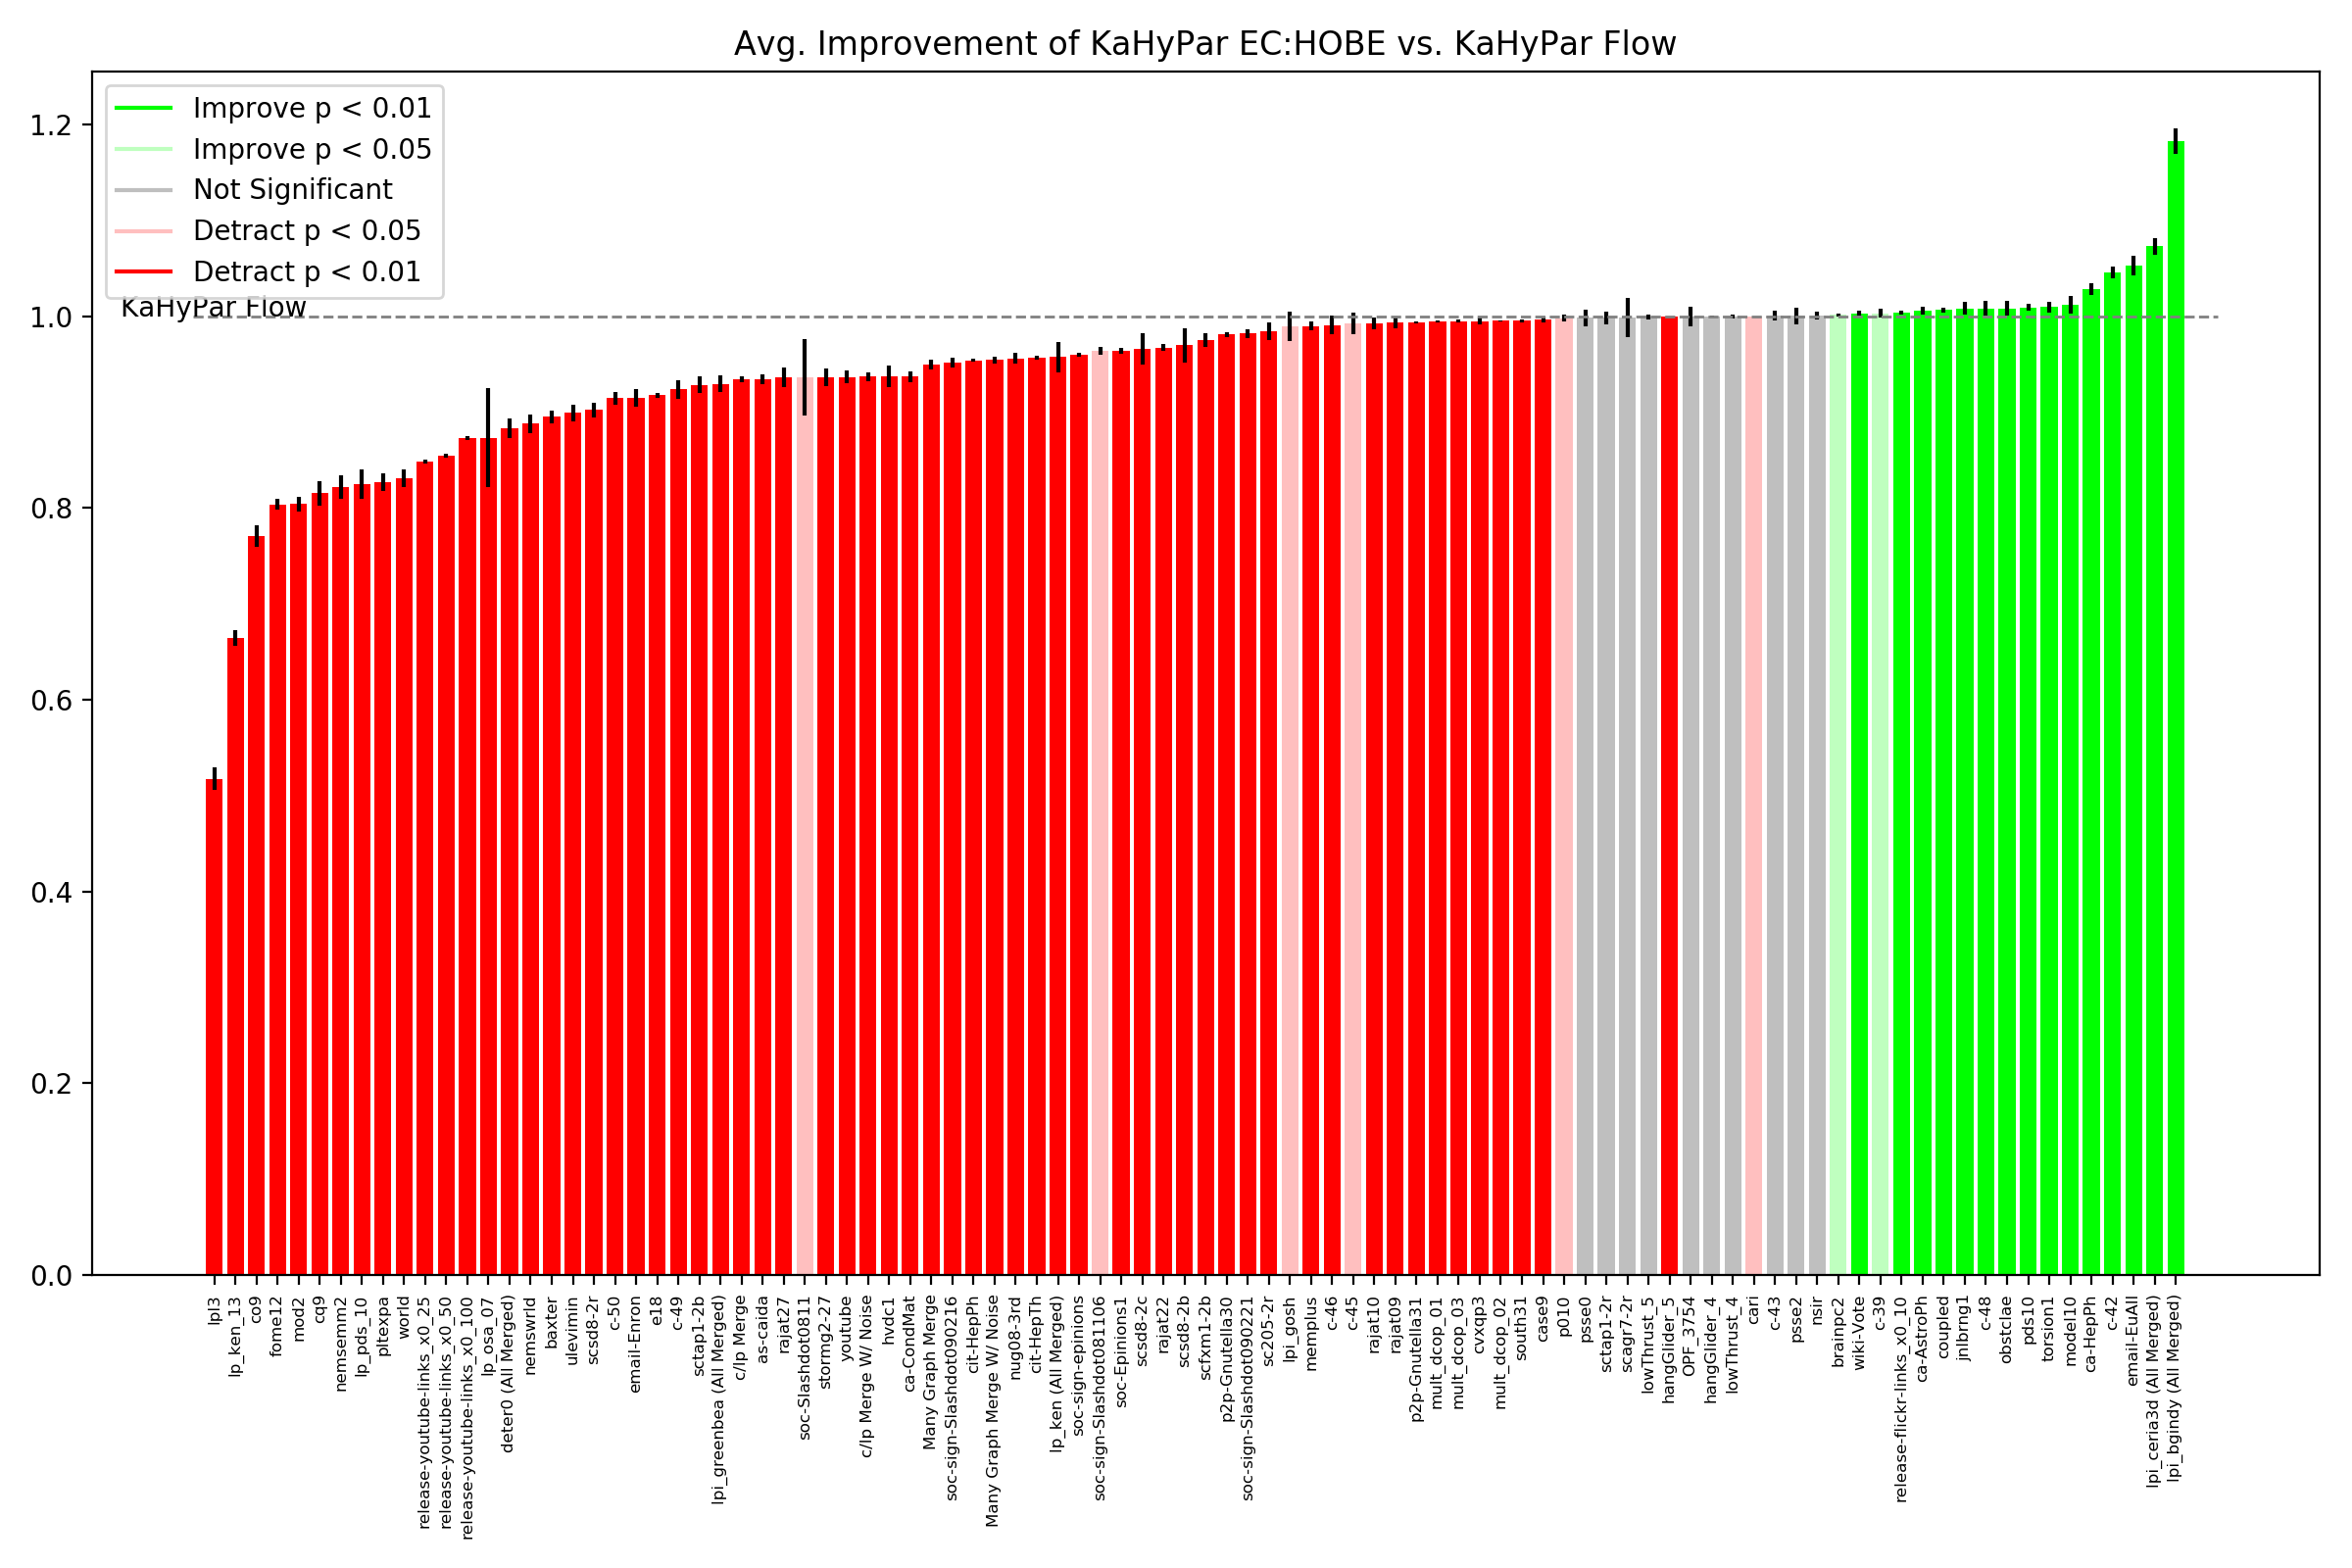 Avg. Improvement of KaHyPar EC:HOBE vs. KaHyPar Flow
Improve p < 0.01
Improve p < 0.05
Not Significant
Detract p < 0.05
Detract p < 0.01
KaHyPar Flow
1.2
1.0
0.8
0.6
0.4
0.2
0.0
lpl3
lp_ken_13
co9
fome12
mod2
cq9
nemsemm2
lp_pds_10
pltexpa
world
release-youtube-links_x0_25
release-youtube-links_x0_50
release-youtube-links_x0_100
lp_osa_07
deter0 (All Merged)
nemswrld
baxter
ulevimin
scsd8-2r
c-50
email-Enron
e18
c-49
sctap1-2b
lpi_greenbea (All Merged)
c/lp Merge
as-caida
rajat27
soc-Slashdot0811
stormg2-27
youtube
c/lp Merge W/ Noise
hvdc1
ca-CondMat
Many Graph Merge
soc-sign-Slashdot090216
cit-HepPh
Many Graph Merge W/ Noise
nug08-3rd
cit-HepTh
lp_ken (All Merged)
soc-sign-epinions
soc-sign-Slashdot081106
soc-Epinions1
scsd8-2c
rajat22
scsd8-2b
scfxm1-2b
p2p-Gnutella30
soc-sign-Slashdot090221
sc205-2r
lpi_gosh
memplus
c-46
c-45
rajat10
rajat09
p2p-Gnutella31
mult_dcop_01
mult_dcop_03
cvxqp3
mult_dcop_02
south31
case9
p010
psse0
sctap1-2r
scagr7-2r
lowThrust_5
hangGlider_5
OPF_3754
hangGlider_4
lowThrust_4
cari
c-43
psse2
nsir
brainpc2
wiki-Vote
c-39
release-flickr-links_x0_10
ca-AstroPh
coupled
jnlbrng1
c-48
obstclae
pds10
torsion1
model10
ca-HepPh
c-42
email-EuAll
lpi_ceria3d (All Merged)
lpi_bgindy (All Merged)